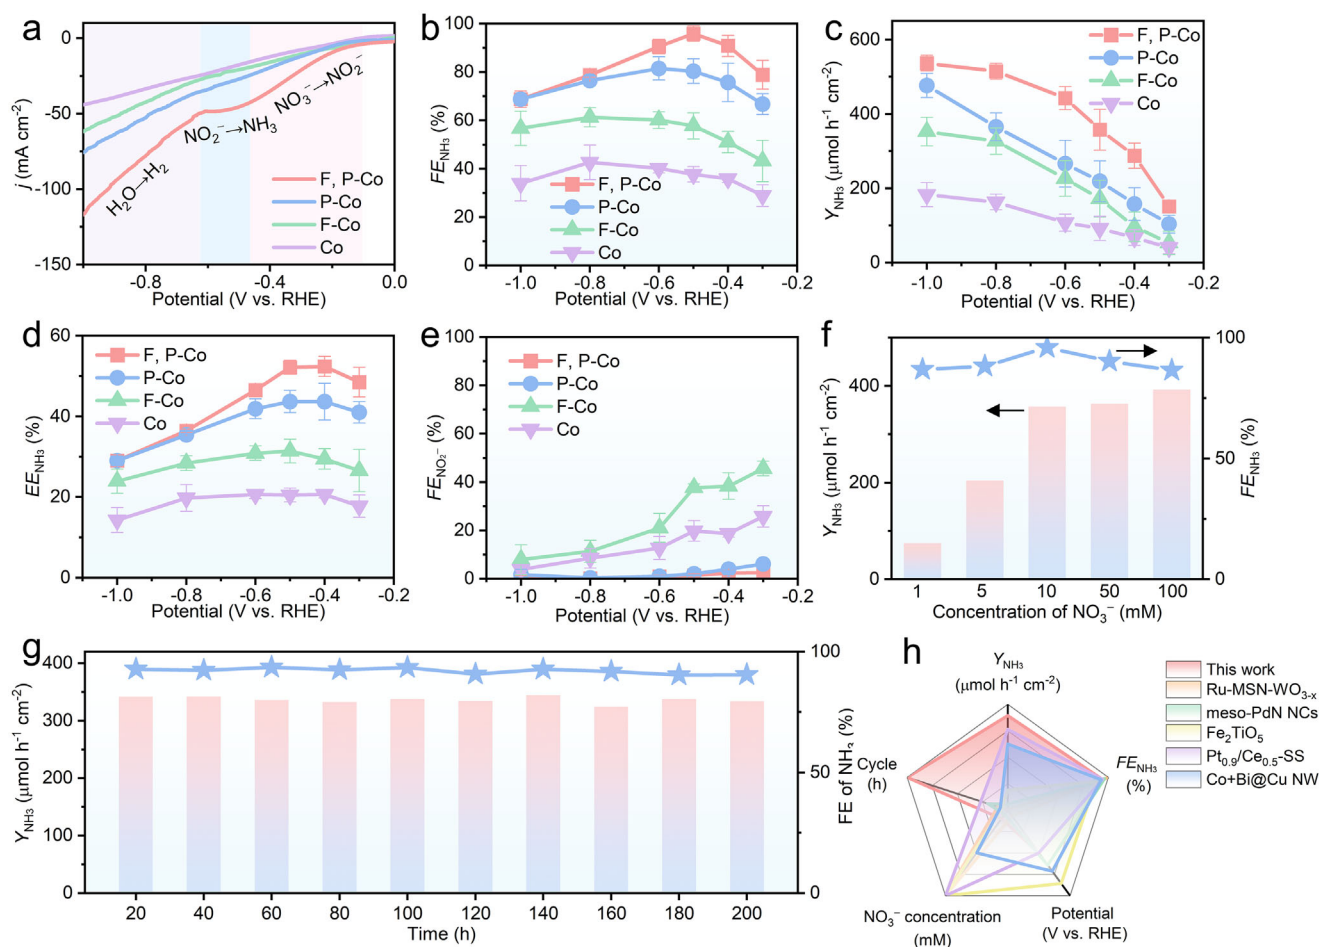 a
0
-50
-100
-150
j (mA cm⁻²)
NO₃⁻→NO₂⁻
NO₂⁻→NH₃
H₂O→H₂
F, P-Co
P-Co
F-Co
Co
-0.8
-0.4
0.0
Potential (V vs. RHE)
b
100
80
60
40
20
0
FE_NH₃ (%)
F, P-Co
P-Co
F-Co
Co
-1.0
-0.8
-0.6
-0.4
-0.2
Potential (V vs. RHE)
c
600
400
200
0
Y_NH₃ (μmol h⁻¹ cm⁻²)
F, P-Co
P-Co
F-Co
Co
-1.0
-0.8
-0.6
-0.4
-0.2
Potential (V vs. RHE)
d
60
40
20
0
EE_NH₃ (%)
F, P-Co
P-Co
F-Co
Co
-1.0
-0.8
-0.6
-0.4
-0.2
Potential (V vs. RHE)
e
100
80
60
40
20
0
FE_NO₂⁻ (%)
F, P-Co
P-Co
F-Co
Co
-1.0
-0.8
-0.6
-0.4
-0.2
Potential (V vs. RHE)
f
400
200
0
Y_NH₃ (μmol h⁻¹ cm⁻²)
100
50
0
FE_NH₃ (%)
1
5
10
50
100
Concentration of NO₃⁻ (mM)
g
400
300
200
100
0
Y_NH₃ (μmol h⁻¹ cm⁻²)
100
50
0
FE of NH₃ (%)
20
40
60
80
100
120
140
160
180
200
Time (h)
h
Y_NH₃
(μmol h⁻¹ cm⁻²)
FE_NH₃
(%)
Cycle
(h)
NO₃⁻ concentration
(mM)
Potential
(V vs. RHE)
This work
Ru-MSN-WO₃₋ₓ
meso-PdN NCs
Fe₂TiO₅
Pt₀.₉/Ce₀.₅-SS
Co+Bi@Cu NW